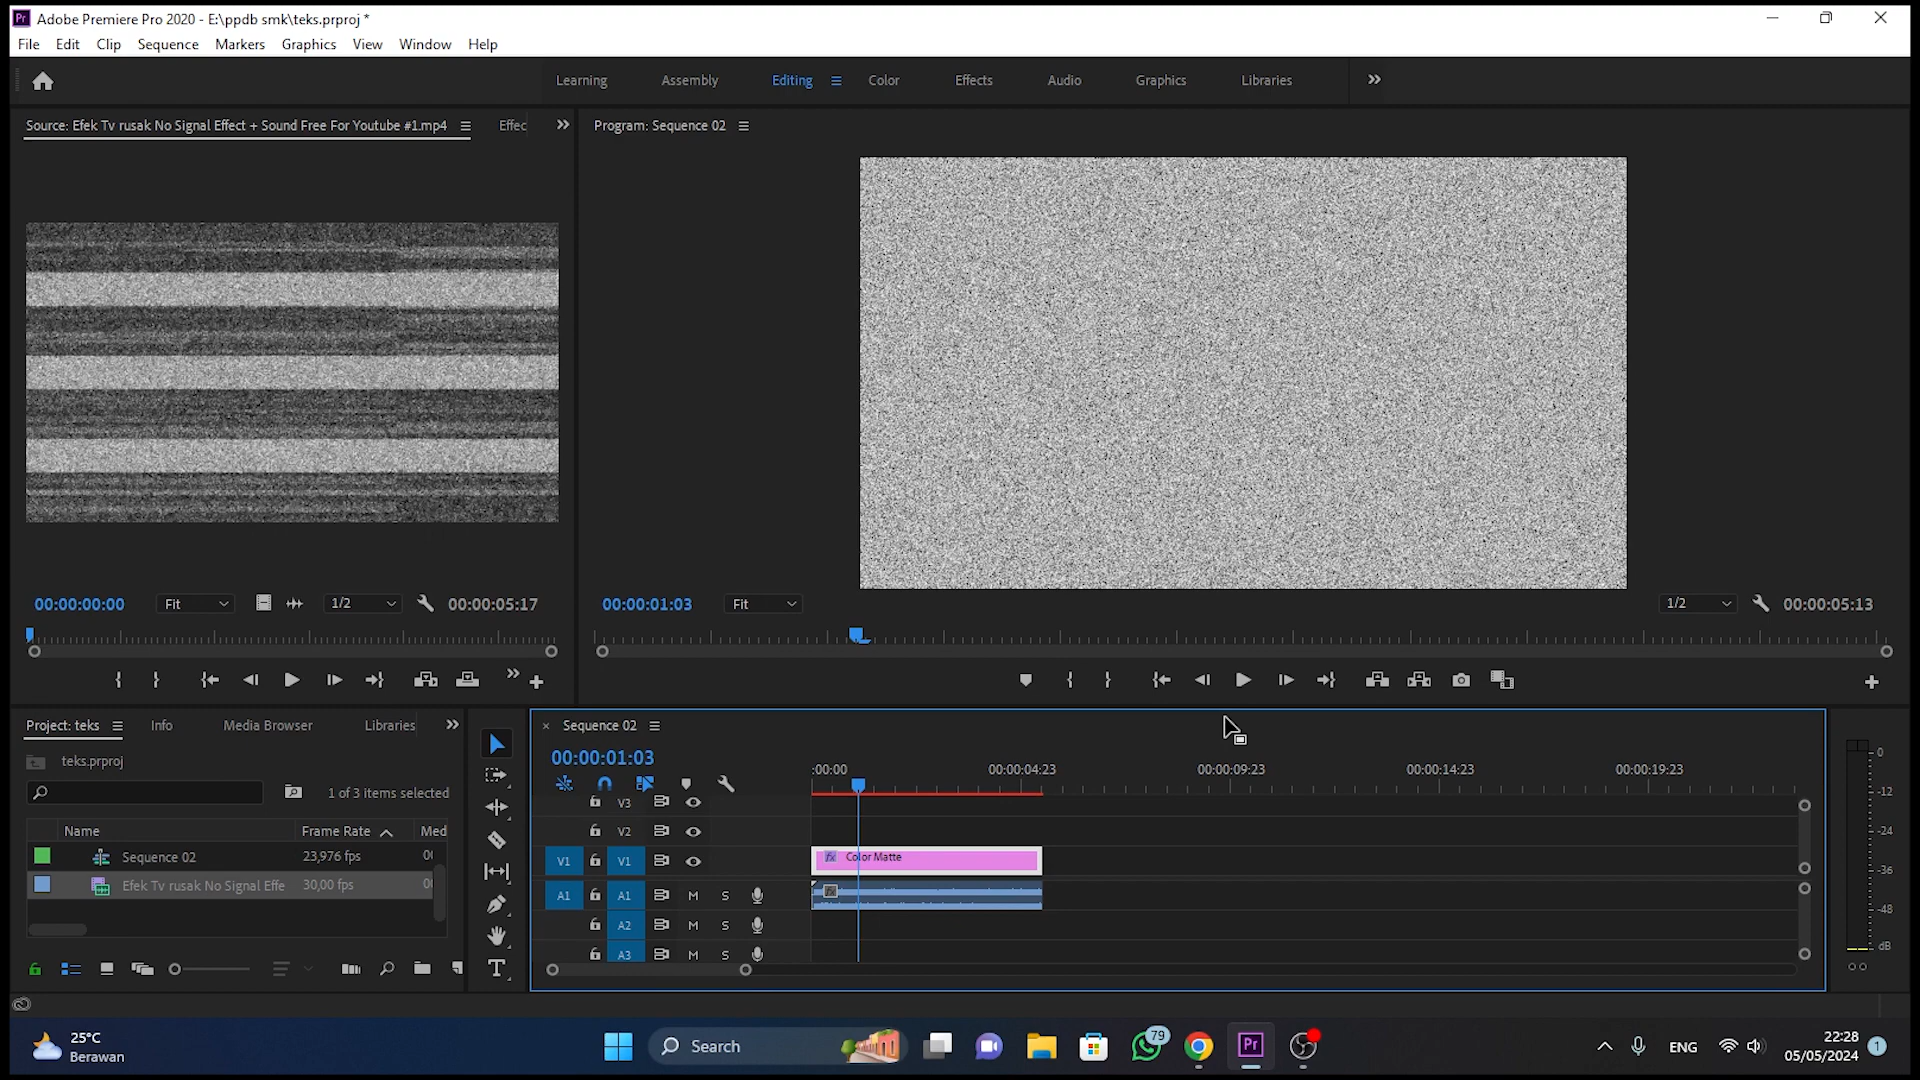 Adobe Premiere Pro 2020 - E:\ppdb smk\teks.prproj *
File Edit Clip Sequence Markers Graphics View Window Help
Learning Assembly Editing Color Effects Audio Graphics Libraries
Source: Efek Tv rusak No Signal Effect + Sound Free For Youtube #1.mp4 Effec
Program: Sequence 02
00:00:00:00 Fit 1/2 00:00:05:17
00:00:01:03 Fit 1/2 00:00:05:13
Project: teks Info Media Browser Libraries
teks.prproj
1 of 3 items selected
Name Frame Rate Med
Sequence 02 23,976 fps 00
Efek Tv rusak No Signal Effe 30,00 fps 00
Sequence 02
00:00:01:03
:00:00 00:00:04:23 00:00:09:23 00:00:14:23 00:00:19:23
V3
V2
V1 V1 Color Matte
A1 A1 M S
A2 M S
A3 M S
0
-12
-24
-36
-48
dB
25°C
Berawan
Search
79
ENG
22:28
05/05/2024
1